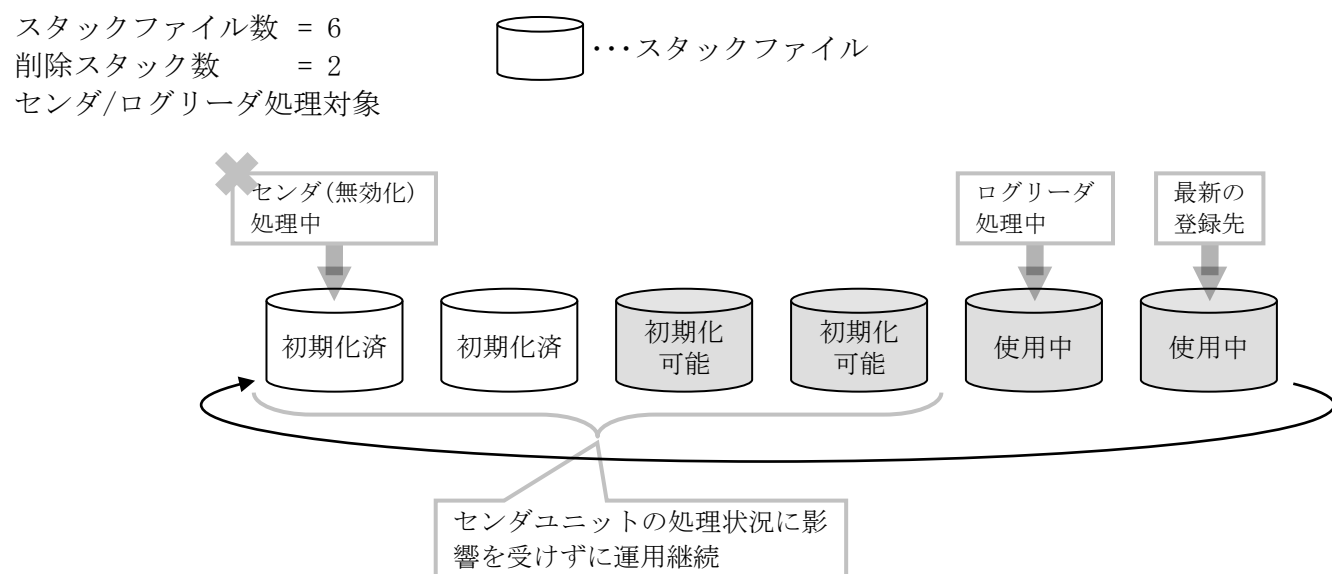 スタックファイル数 = 6
･･･スタックファイル
削除スタック数 = 2
センダ/ログリーダ処理対象
センダ(無効化)
処理中
ログリーダ
処理中
最新の
登録先
初期化済
初期化済
初期化
可能
初期化
可能
使用中
使用中
センダユニットの処理状況に影
響を受けずに運用継続